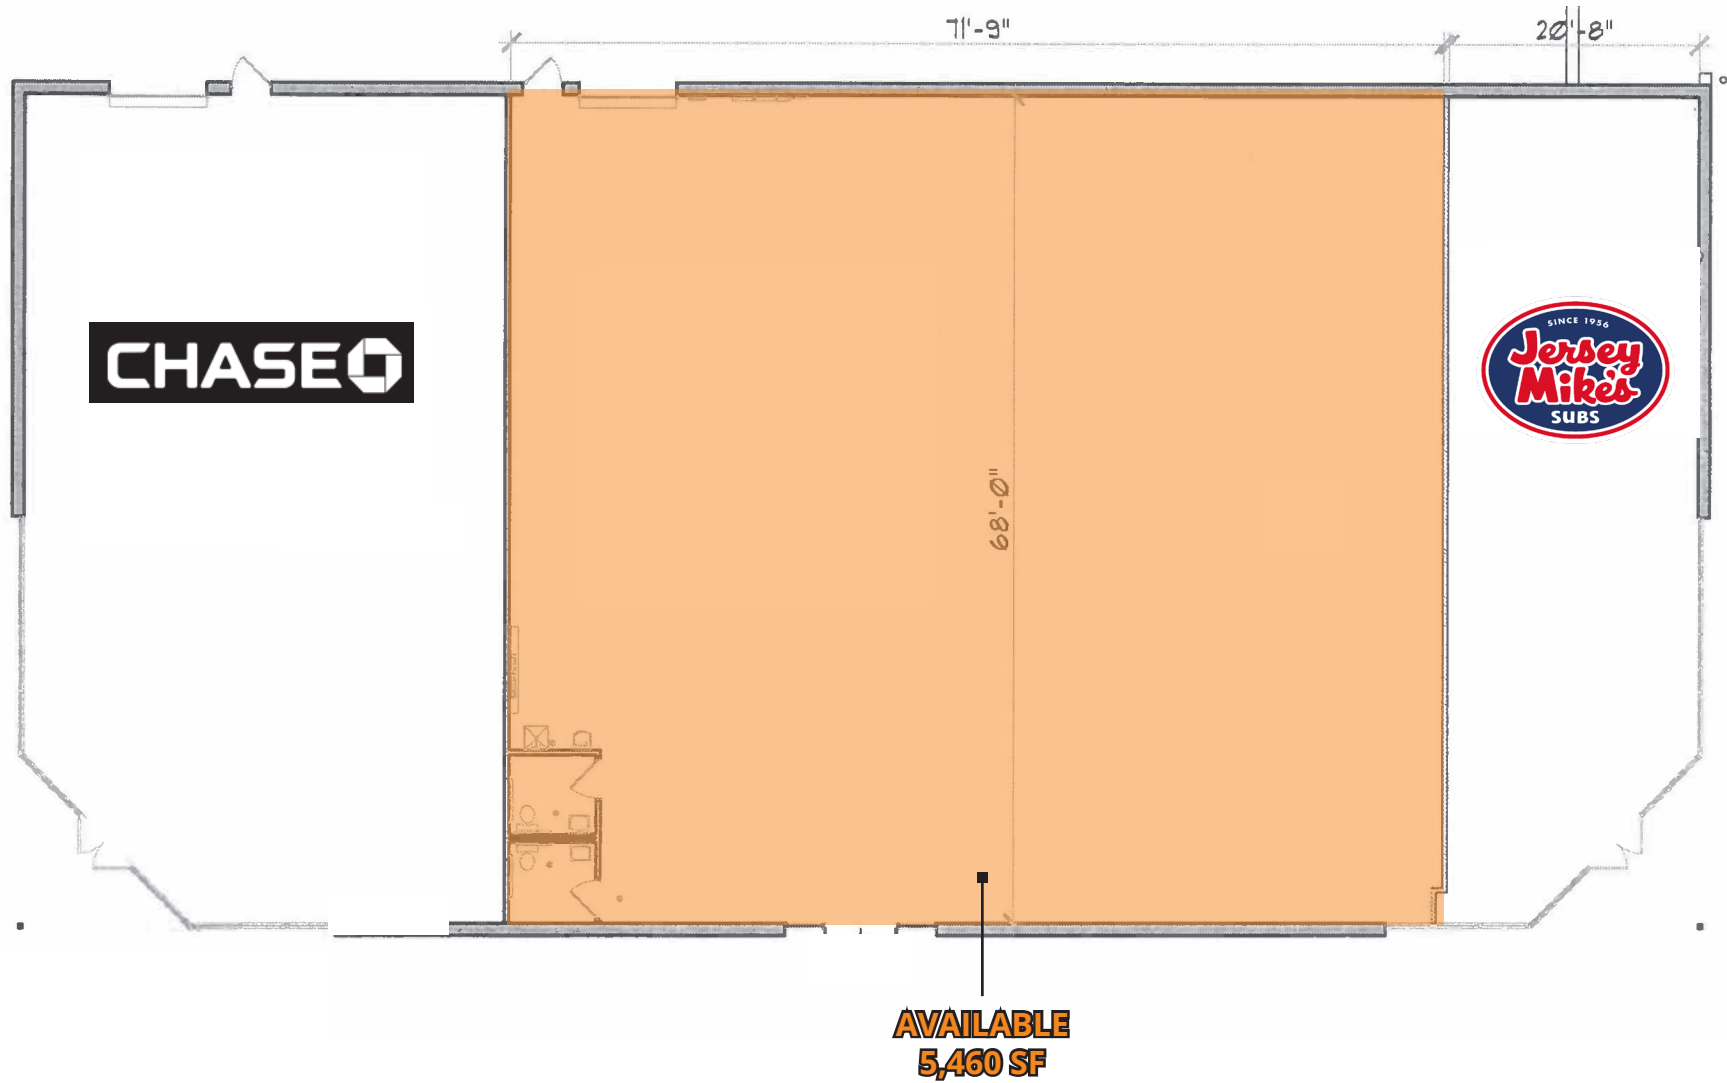 71'-9"
20'-8"
CHASE
SINCE 1956
Jersey
Mike's
SUBS
68'-0"
AVAILABLE
5,460 SF